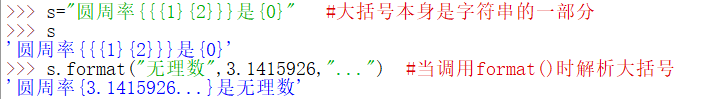 >>> s="圆周率{{{1}{2}}}是{0}"   #大括号本身是字符串的一部分
>>> s
'圆周率{{{1}{2}}}是{0}'
>>> s.format("无理数",3.1415926,"...")  #当调用format()时解析大括号
'圆周率{3.1415926...}是无理数'